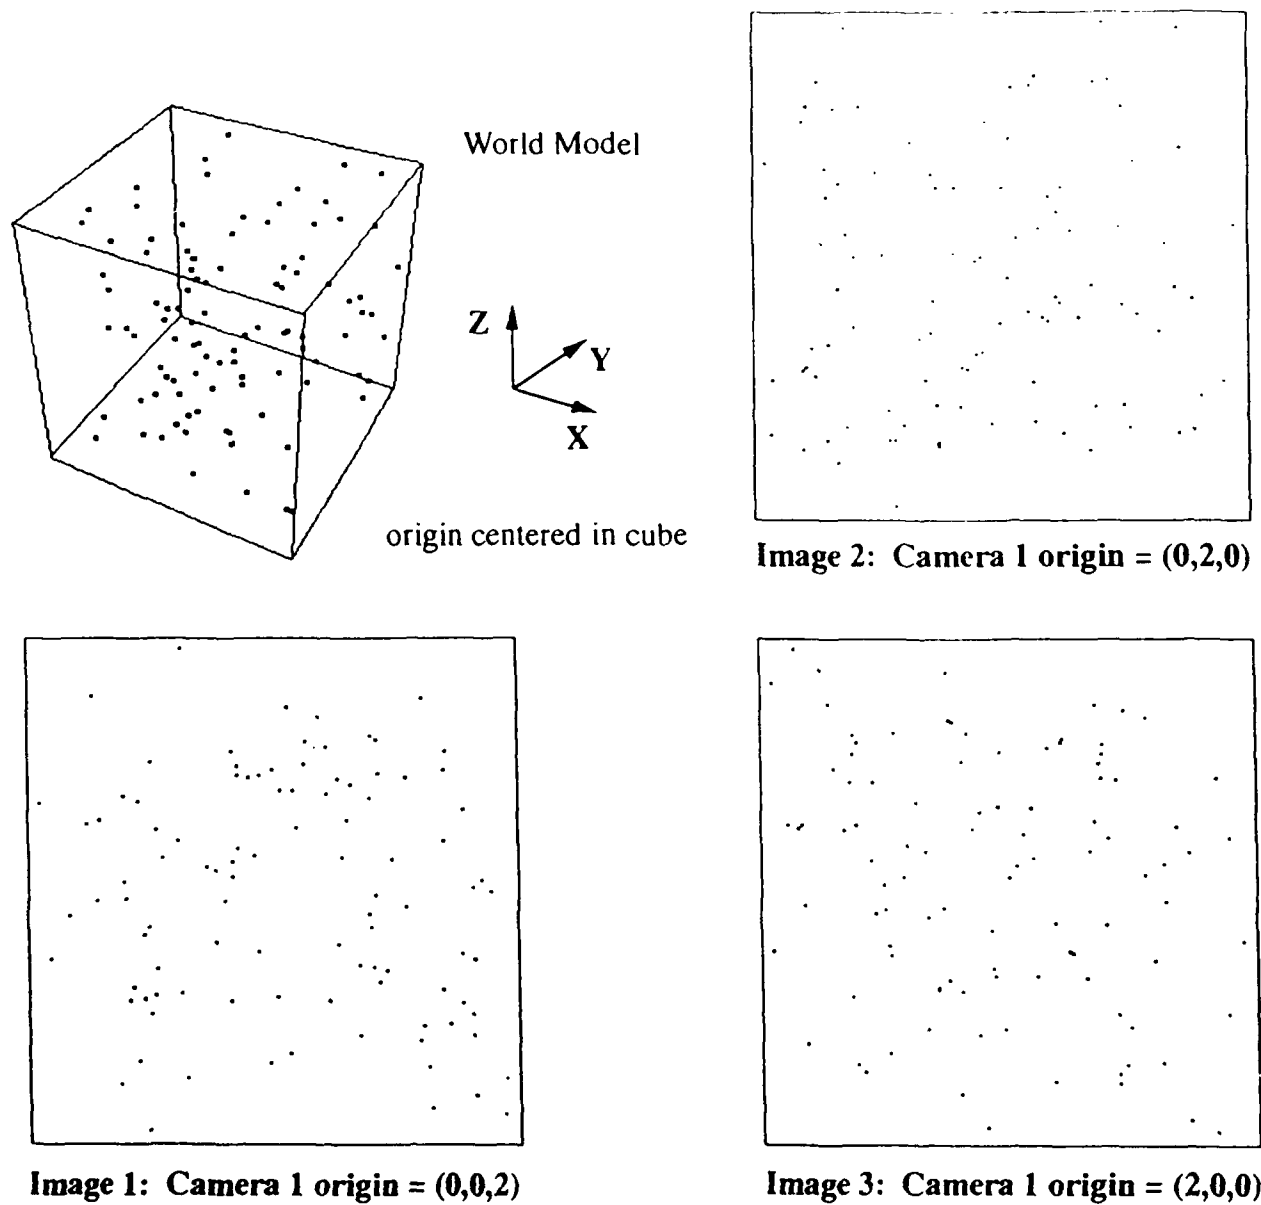 World Model
Z
Y
X
origin centered in cube
Image 2: Camera 1 origin = (0,2,0)
Image 1: Camera 1 origin = (0,0,2)
Image 3: Camera 1 origin = (2,0,0)